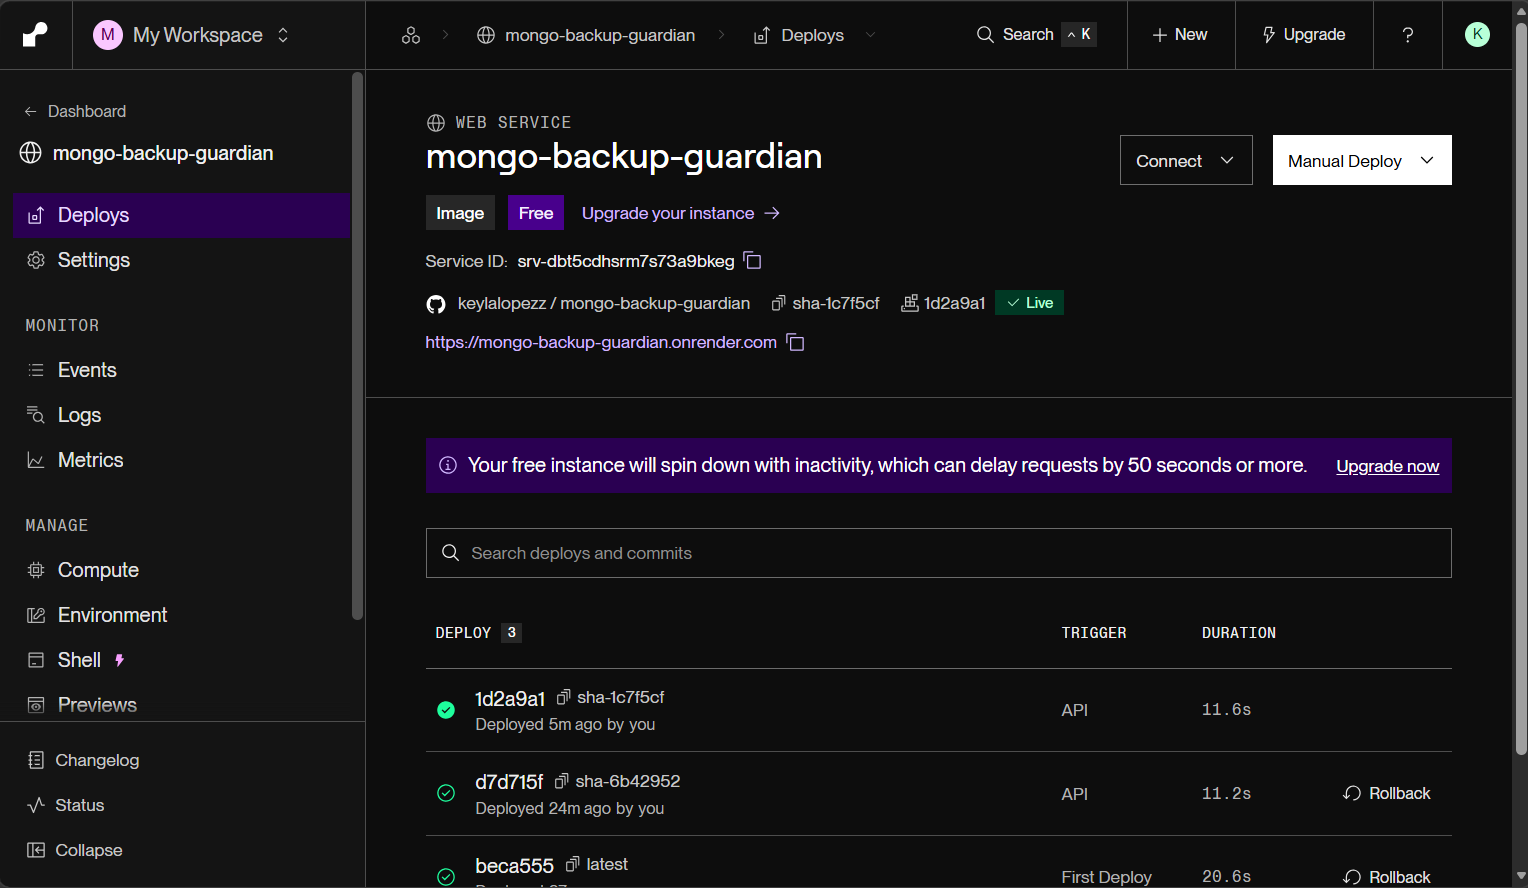 M My Workspace
mongo-backup-guardian
Deploys
Search ^ K
+ New
Upgrade
?
K
← Dashboard
mongo-backup-guardian
Deploys
Settings
MONITOR
Events
Logs
Metrics
MANAGE
Compute
Environment
Shell
Previews
Changelog
Status
Collapse
WEB SERVICE
mongo-backup-guardian
Connect
Manual Deploy
Image Free Upgrade your instance →
Service ID: srv-dbt5cdhsrm7s73a9bkeg
keylalopezz / mongo-backup-guardian sha-1c7f5cf 1d2a9a1 ✓ Live
https://mongo-backup-guardian.onrender.com
Your free instance will spin down with inactivity, which can delay requests by 50 seconds or more. Upgrade now
Search deploys and commits
DEPLOY 3 TRIGGER DURATION
1d2a9a1 sha-1c7f5cf
Deployed 5m ago by you
API 11.6s
d7d715f sha-6b42952
Deployed 24m ago by you
API 11.2s Rollback
beca555 latest
First Deploy 20.6s Rollback